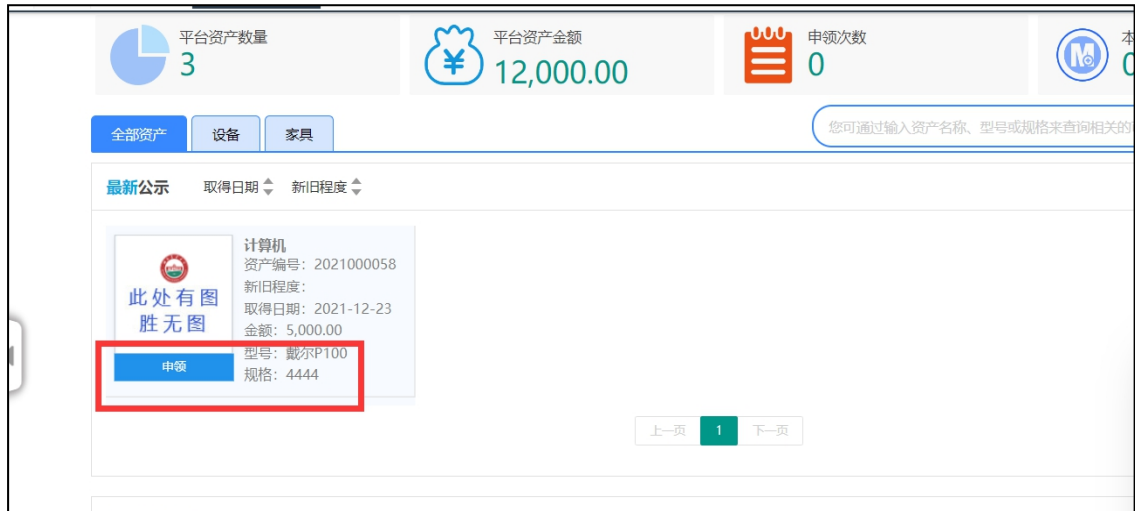 平台资产数量
3
平台资产金额
12,000.00
申领次数
0
本
全部资产
设备
家具
您可通过输入资产名称、型号或规格来查询相关的
最新公示
取得日期
新旧程度
此处有图
胜无图
申领
计算机
资产编号：2021000058
新旧程度：
取得日期：2021-12-23
金额：5,000.00
型号：戴尔P100
规格：4444
上一页
1
下一页